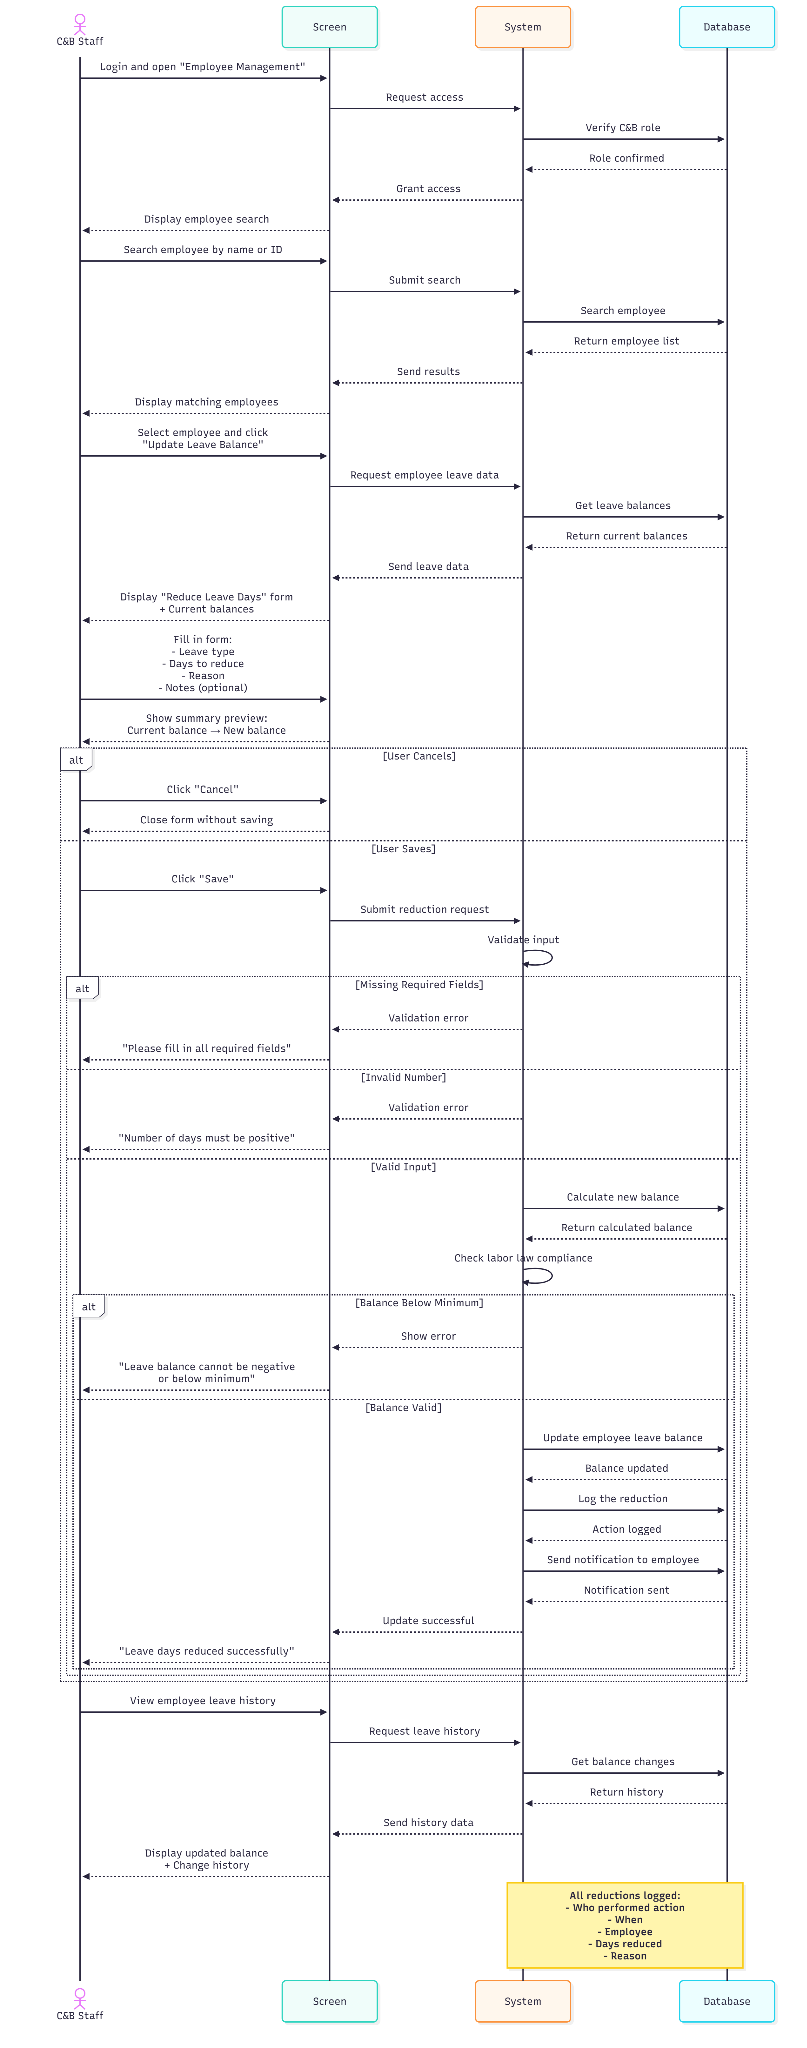 C&B Staff
Screen
System
Database
Login and open "Employee Management"
Request access
Verify C&B role
Role confirmed
Grant access
Display employee search
Search employee by name or ID
Submit search
Search employee
Return employee list
Send results
Display matching employees
Select employee and click
"Update Leave Balance"
Request employee leave data
Get leave balances
Return current balances
Send leave data
Display "Reduce Leave Days" form
+ Current balances
Fill in form:
- Leave type
- Days to reduce
- Reason
- Notes (optional)
Show summary preview:
Current balance → New balance
alt
[User Cancels]
Click "Cancel"
Close form without saving
[User Saves]
Click "Save"
Submit reduction request
Validate input
alt
[Missing Required Fields]
Validation error
"Please fill in all required fields"
[Invalid Number]
Validation error
"Number of days must be positive"
[Valid Input]
Calculate new balance
Return calculated balance
Check labor law compliance
alt
[Balance Below Minimum]
Show error
"Leave balance cannot be negative
or below minimum"
[Balance Valid]
Update employee leave balance
Balance updated
Log the reduction
Action logged
Send notification to employee
Notification sent
Update successful
"Leave days reduced successfully"
View employee leave history
Request leave history
Get balance changes
Return history
Send history data
Display updated balance
+ Change history
All reductions logged:
- Who performed action
- When
- Employee
- Days reduced
- Reason
C&B Staff
Screen
System
Database